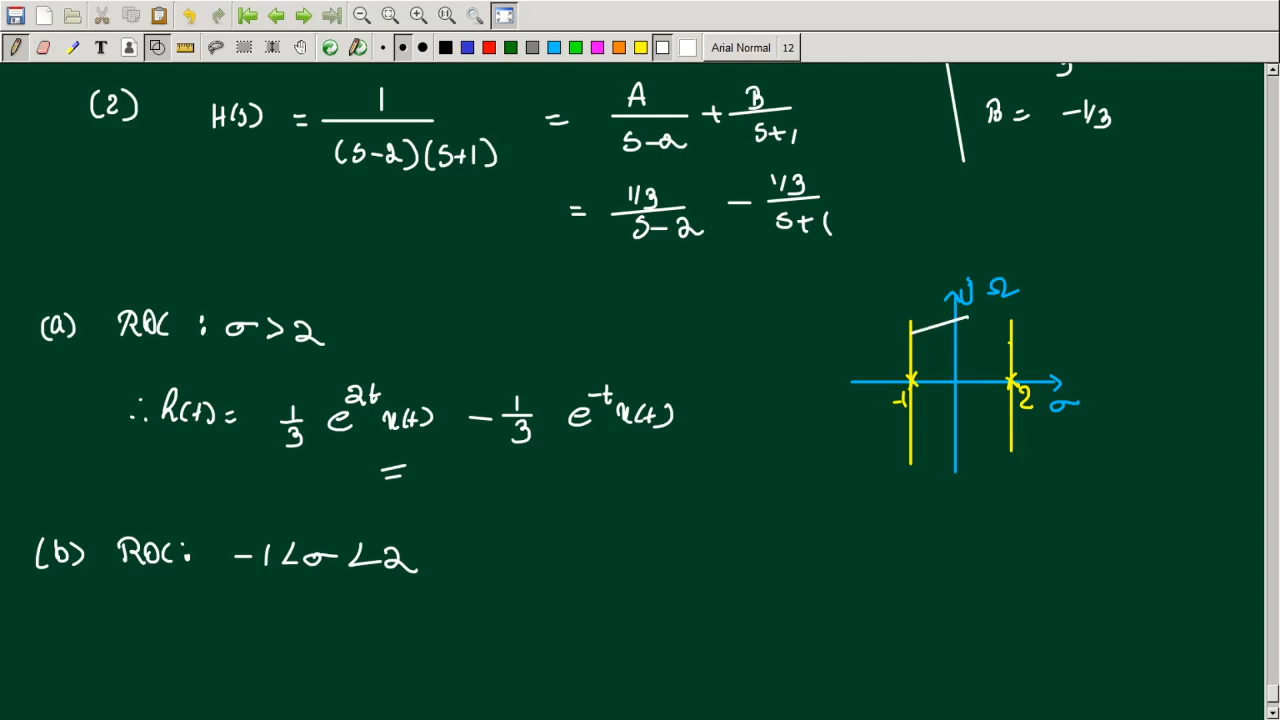 Arial Normal 12
(2) H(s) = 1 / (s-2)(s+1) = A / s-2 + B / s+1
B = -1/3
= 1/3 / s-2 - 1/3 / s+1
(a) ROC : σ > 2
∴ h(t) = 1/3 e^2t u(t) - 1/3 e^-t u(t)
=
(b) ROC: -1 < σ < 2
jΩ
-1 2 σ